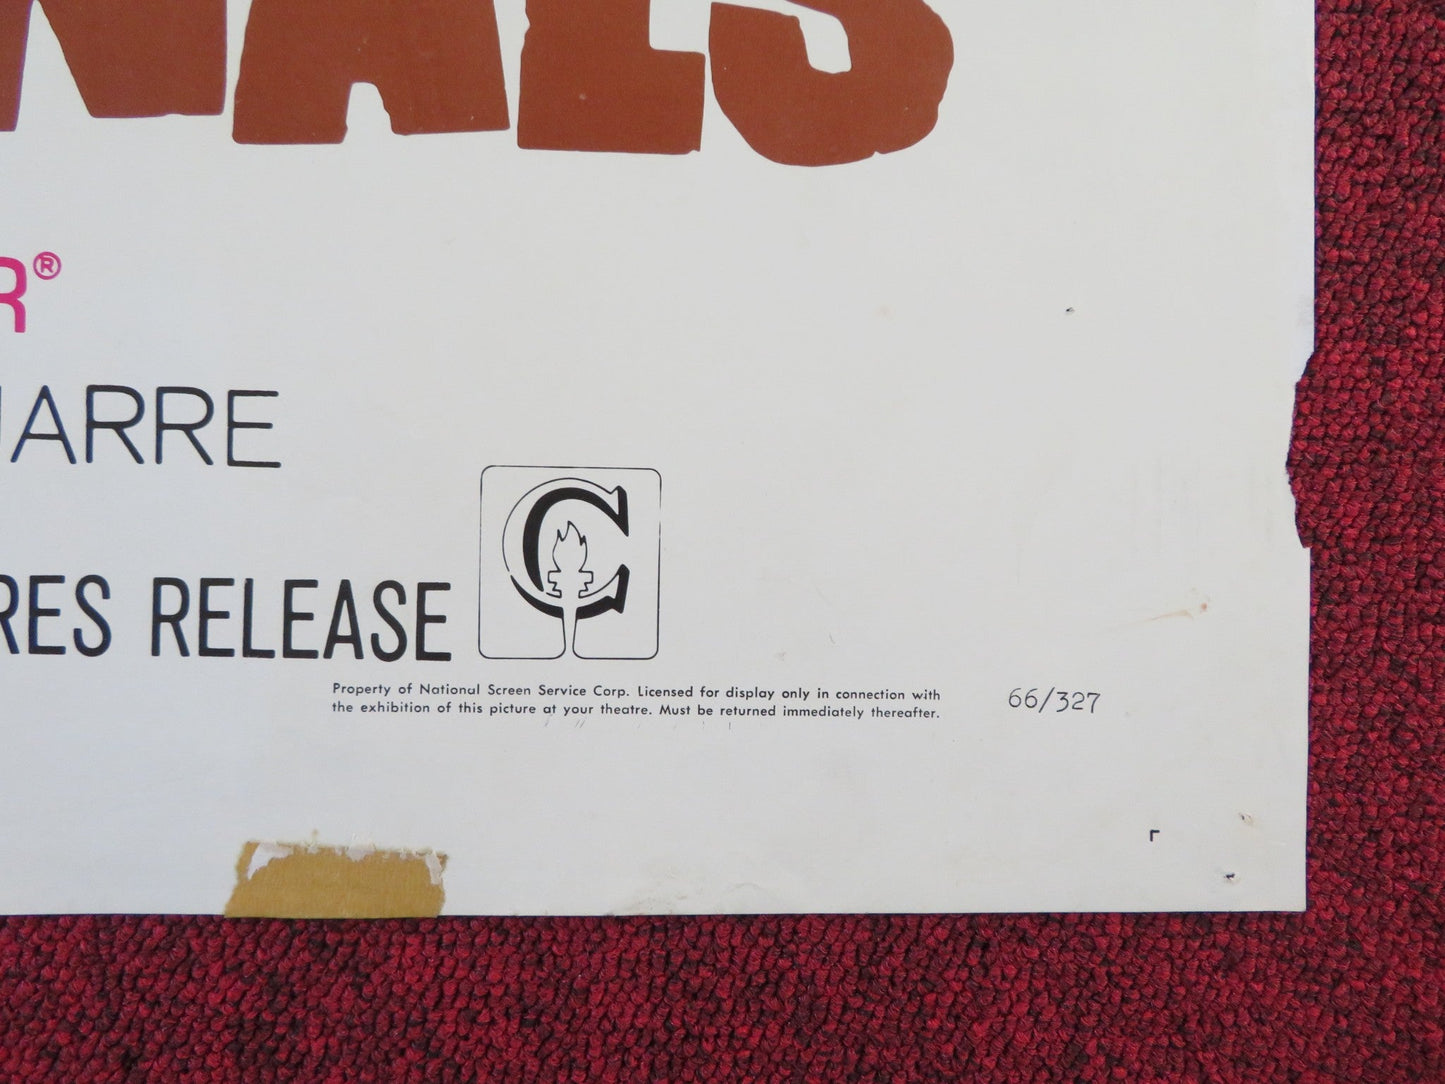 NALS
R®
JARRE
RES RELEASE
C
Property of National Screen Service Corp. Licensed for display only in connection with
the exhibition of this picture at your theatre. Must be returned immediately thereafter.
66/327